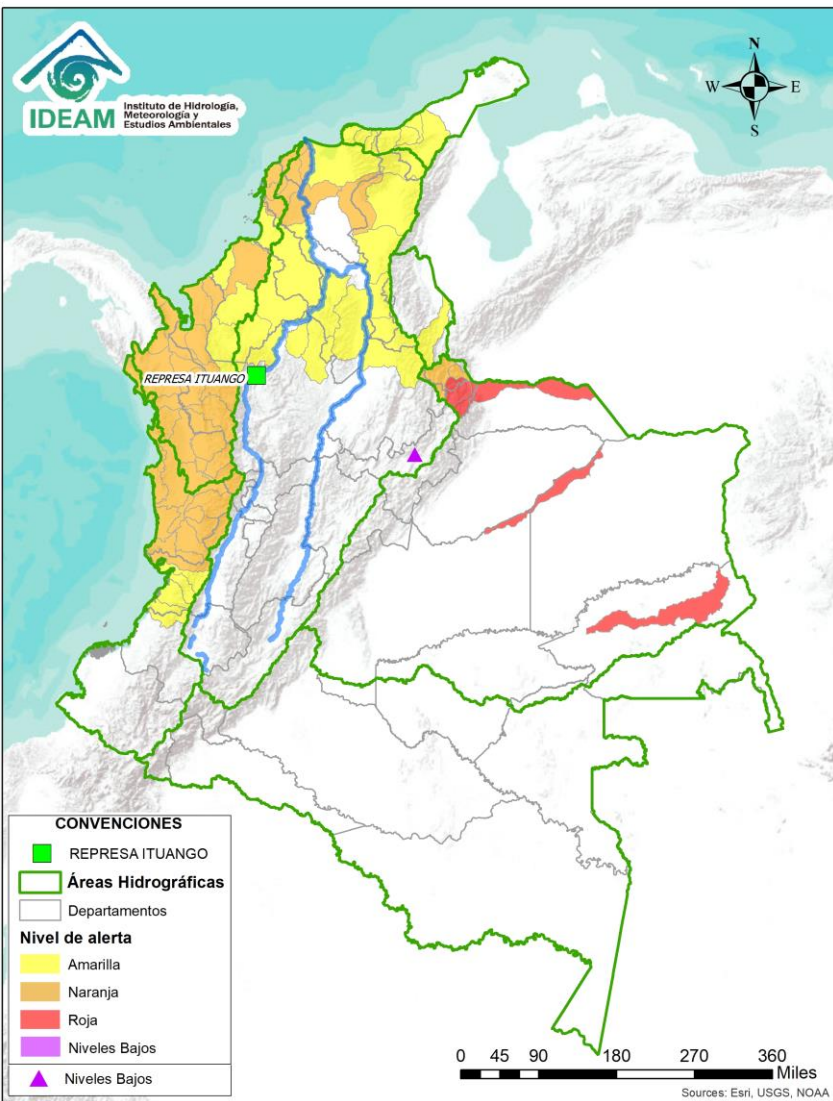 IDEAM
Instituto de Hidrología,
Meteorología y
Estudios Ambientales
N
W
E
S
REPRESA ITUANGO
CONVENCIONES
REPRESA ITUANGO
Áreas Hidrográficas
Departamentos
Nivel de alerta
Amarilla
Naranja
Roja
Niveles Bajos
Niveles Bajos
0 45 90 180 270 360
Miles
Sources: Esri, USGS, NOAA